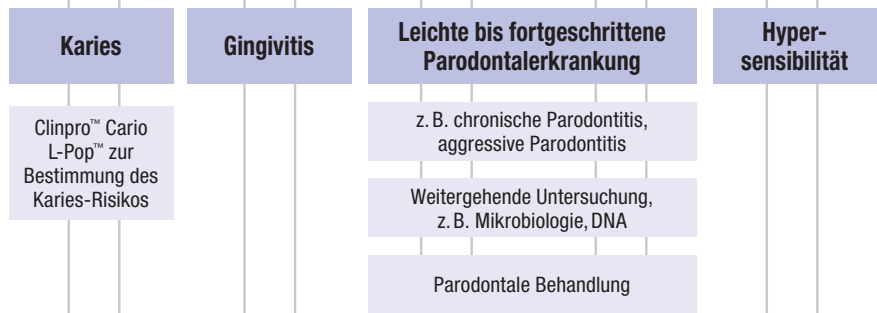 Karies
Gingivitis
Leichte bis fortgeschrittene
Parodontalerkrankung
Hyper-
sensibilität
Clinpro™ Cario
L-Pop™ zur
Bestimmung des
Karies-Risikos
z. B. chronische Parodontitis,
aggressive Parodontitis
Weitergehende Untersuchung,
z. B. Mikrobiologie, DNA
Parodontale Behandlung